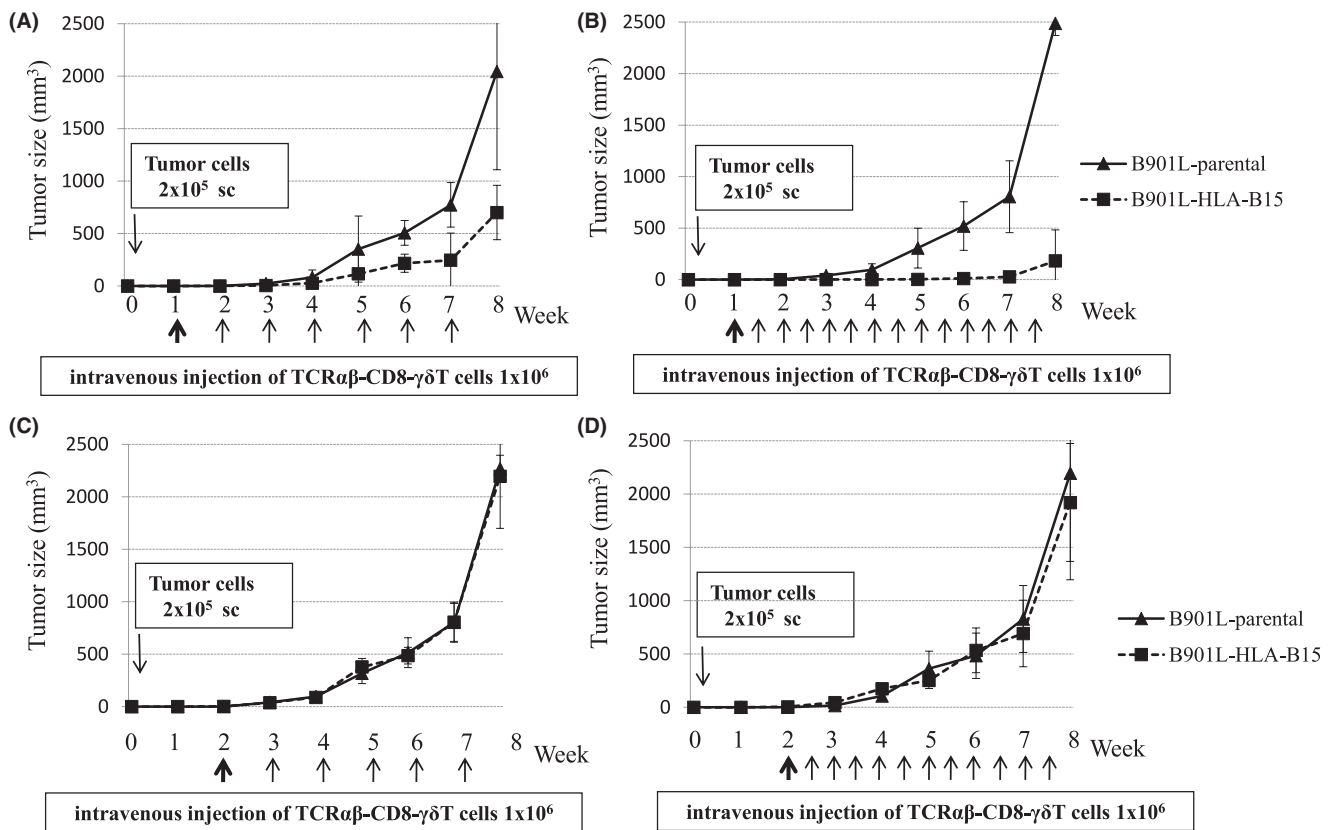 (A)
Tumor size (mm³)
2500
2000
1500
1000
500
0
Tumor cells
2x10⁵ sc
0 1 2 3 4 5 6 7 8 Week
intravenous injection of TCRαβ-CD8-γδT cells 1x10⁶
(B)
Tumor size (mm³)
2500
2000
1500
1000
500
0
Tumor cells
2x10⁵ sc
0 1 2 3 4 5 6 7 8 Week
intravenous injection of TCRαβ-CD8-γδT cells 1x10⁶
B901L-parental
B901L-HLA-B15
(C)
Tumor size (mm³)
2500
2000
1500
1000
500
0
Tumor cells
2x10⁵ sc
0 1 2 3 4 5 6 7 8 Week
intravenous injection of TCRαβ-CD8-γδT cells 1x10⁶
(D)
Tumor size (mm³)
2500
2000
1500
1000
500
0
Tumor cells
2x10⁵ sc
0 1 2 3 4 5 6 7 8 Week
intravenous injection of TCRαβ-CD8-γδT cells 1x10⁶
B901L-parental
B901L-HLA-B15